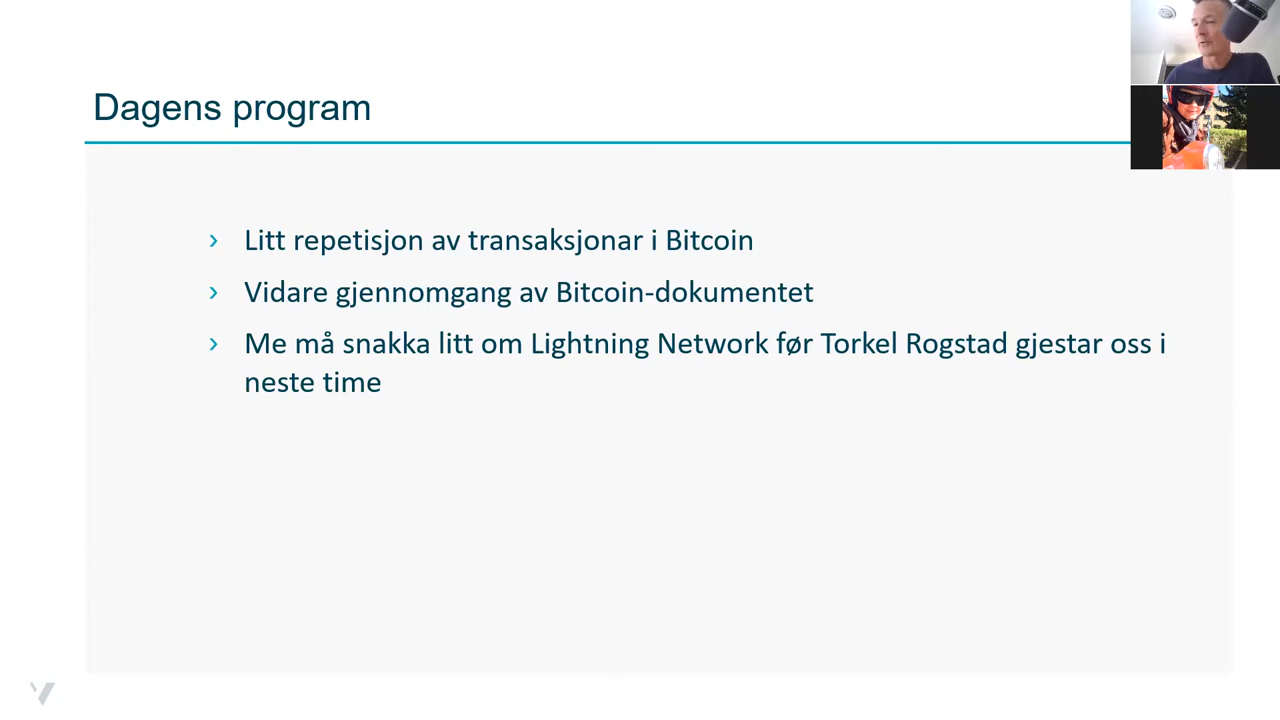 Dagens program
› Litt repetisjon av transaksjonar i Bitcoin
› Vidare gjennomgang av Bitcoin-dokumentet
› Me må snakka litt om Lightning Network før Torkel Rogstad gjestar oss i
neste time